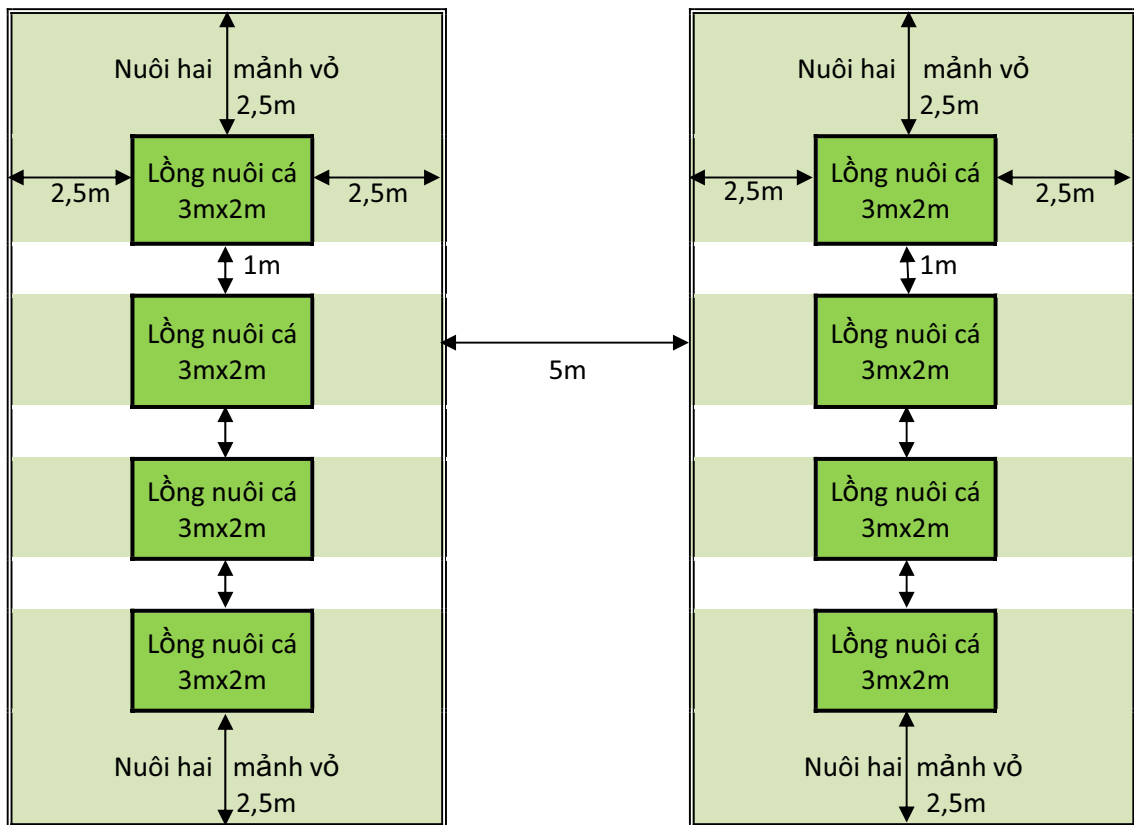 Nuôi hai mảnh vỏ
2,5m
Lồng nuôi cá
3mx2m
2,5m
2,5m
1m
Lồng nuôi cá
3mx2m
Lồng nuôi cá
3mx2m
Lồng nuôi cá
3mx2m
Nuôi hai mảnh vỏ
2,5m
5m
Nuôi hai mảnh vỏ
2,5m
Lồng nuôi cá
3mx2m
2,5m
2,5m
1m
Lồng nuôi cá
3mx2m
Lồng nuôi cá
3mx2m
Lồng nuôi cá
3mx2m
Nuôi hai mảnh vỏ
2,5m